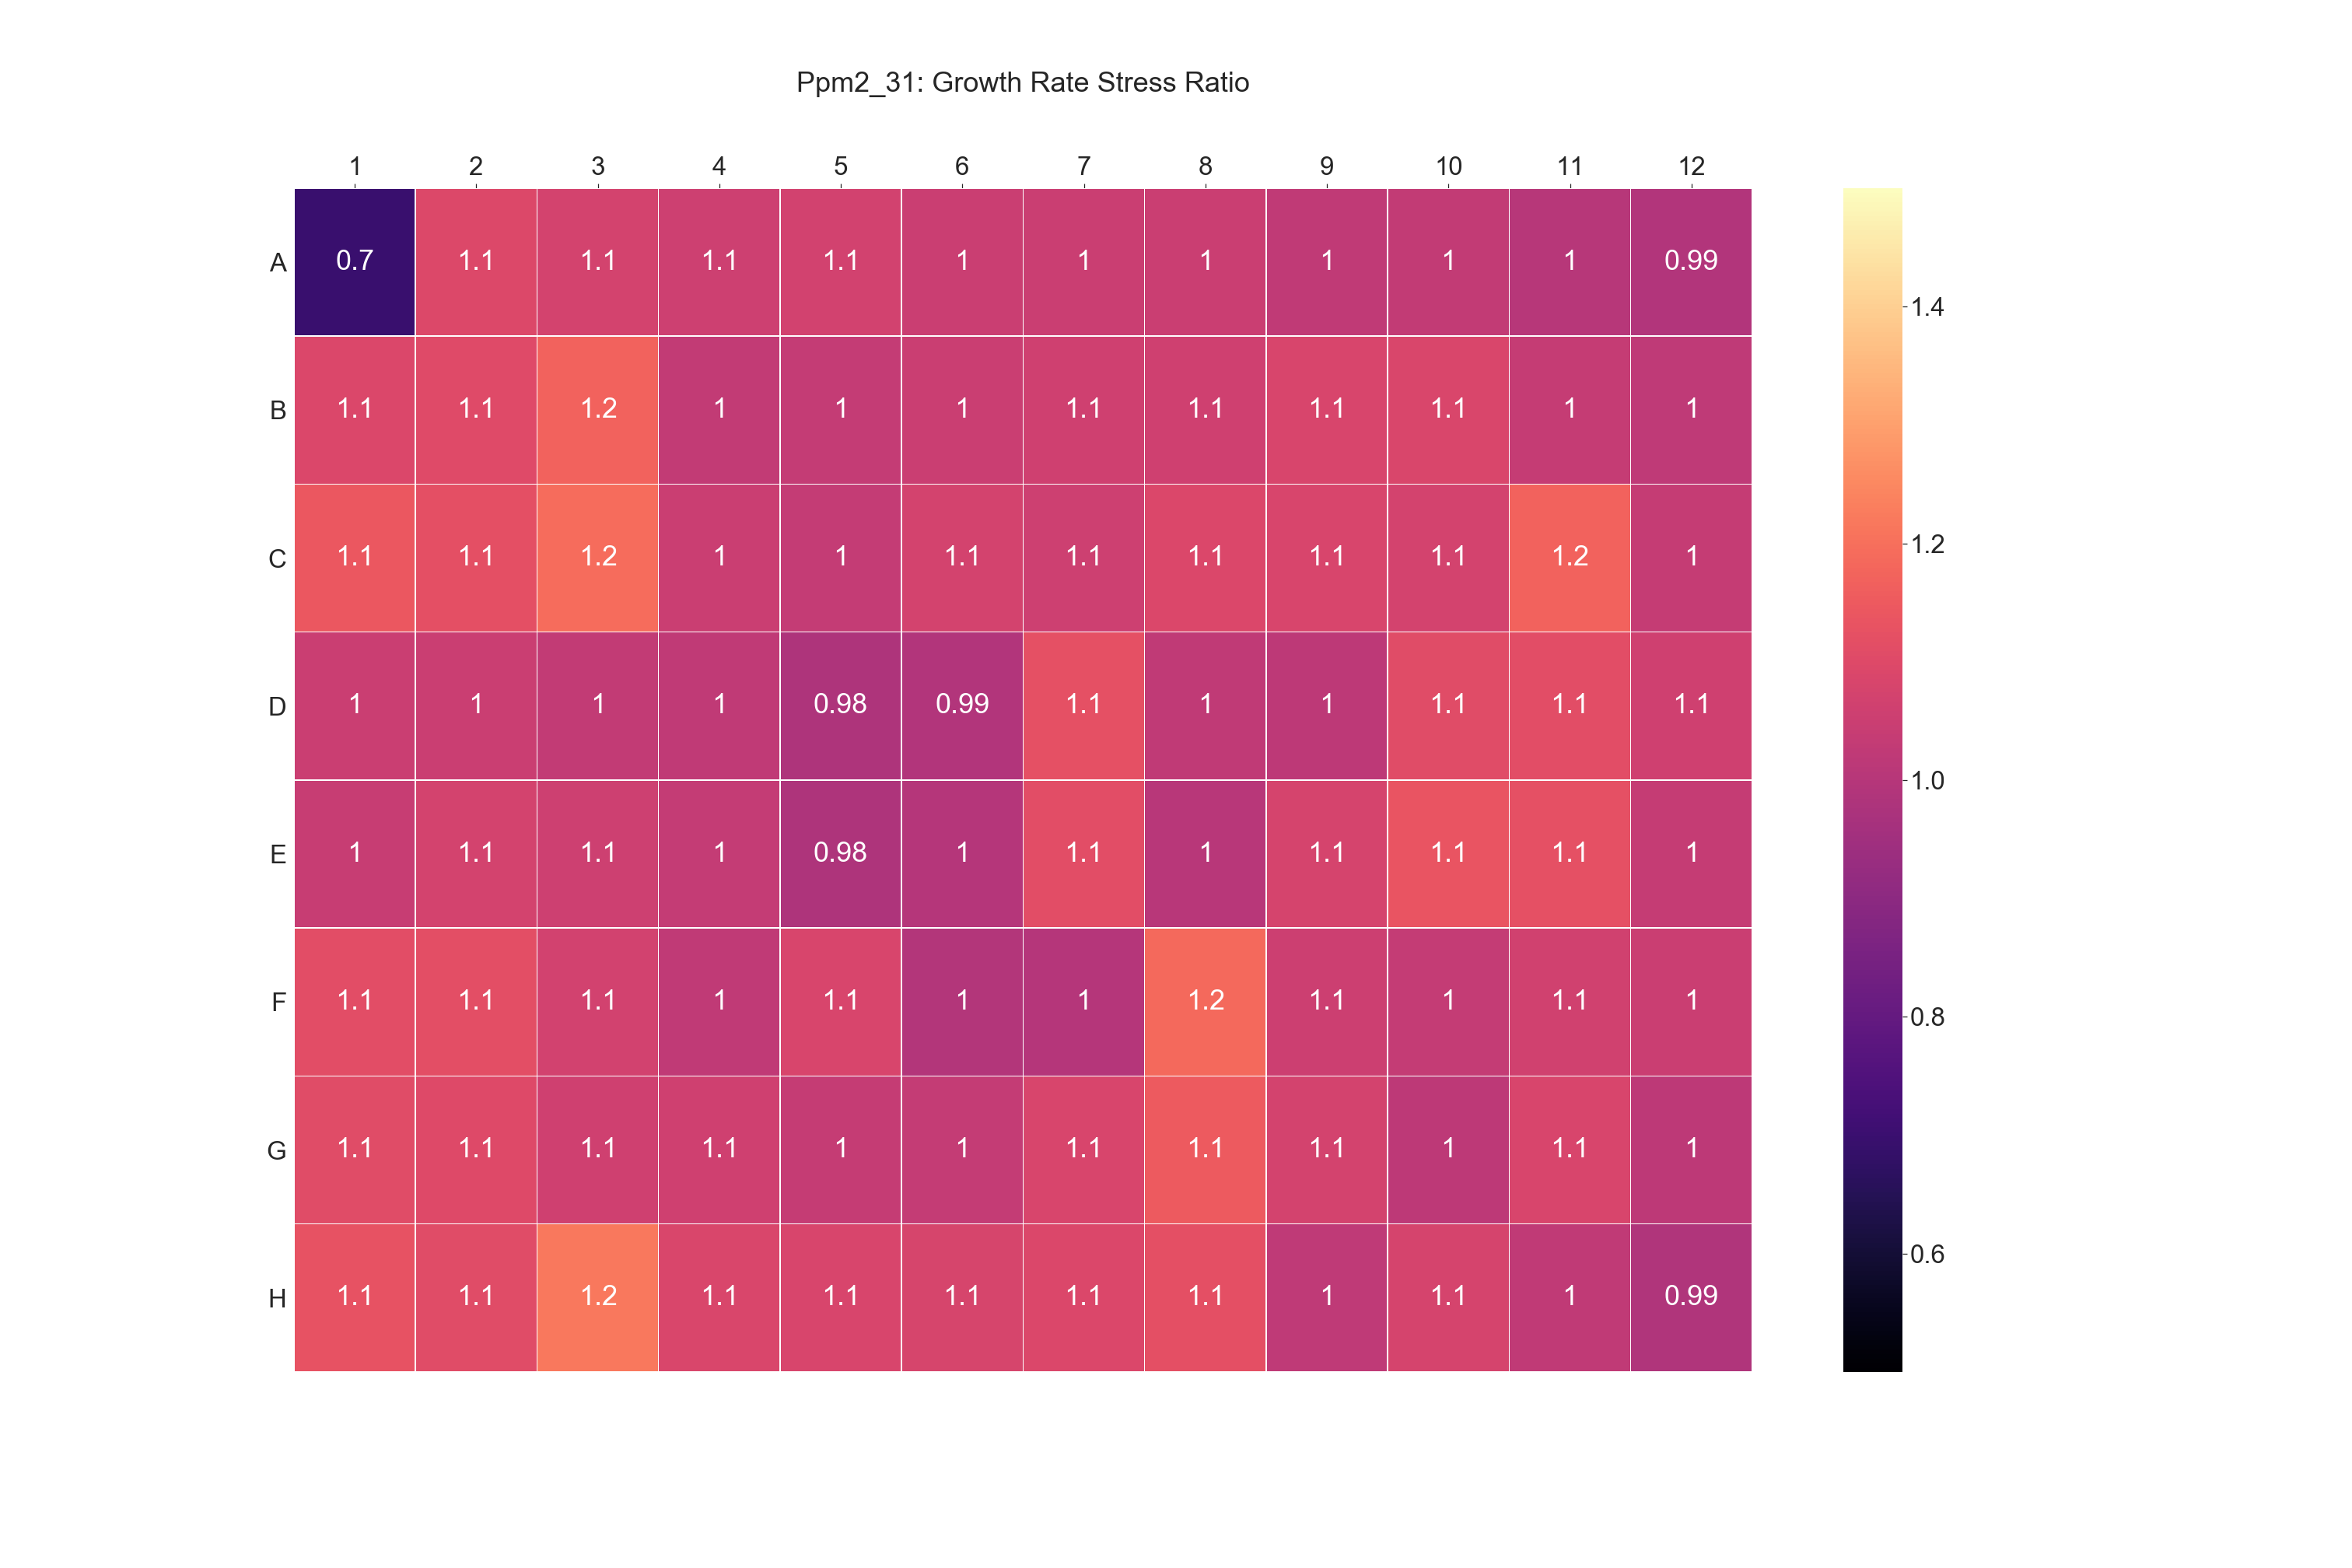 Ppm2_31: Growth Rate Stress Ratio
1 2 3 4 5 6 7 8 9 10 11 12
A 0.7 1.1 1.1 1.1 1.1 1 1 1 1 1 1 0.99
1.4
B 1.1 1.1 1.2 1 1 1 1.1 1.1 1.1 1.1 1 1
C 1.1 1.1 1.2 1 1 1.1 1.1 1.1 1.1 1.1 1.2 1
1.2
D 1 1 1 1 0.98 0.99 1.1 1 1 1.1 1.1 1.1
1.0
E 1 1.1 1.1 1 0.98 1 1.1 1 1.1 1.1 1.1 1
F 1.1 1.1 1.1 1 1.1 1 1 1.2 1.1 1 1.1 1
0.8
G 1.1 1.1 1.1 1.1 1 1 1.1 1.1 1.1 1 1.1 1
0.6
H 1.1 1.1 1.2 1.1 1.1 1.1 1.1 1.1 1 1.1 1 0.99